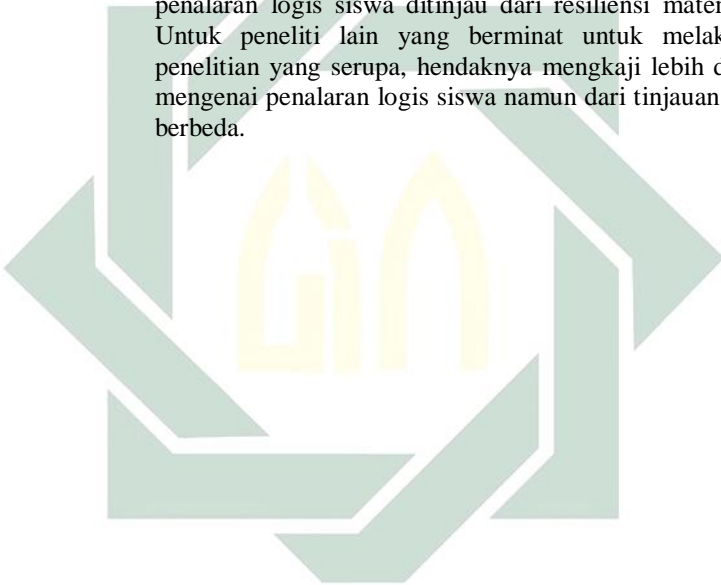 penalaran logis siswa ditinjau dari resiliensi mater
Untuk peneliti lain yang berminat untuk melak
penelitian yang serupa, hendaknya mengkaji lebih d
mengenai penalaran logis siswa namun dari tinjauan
berbeda.